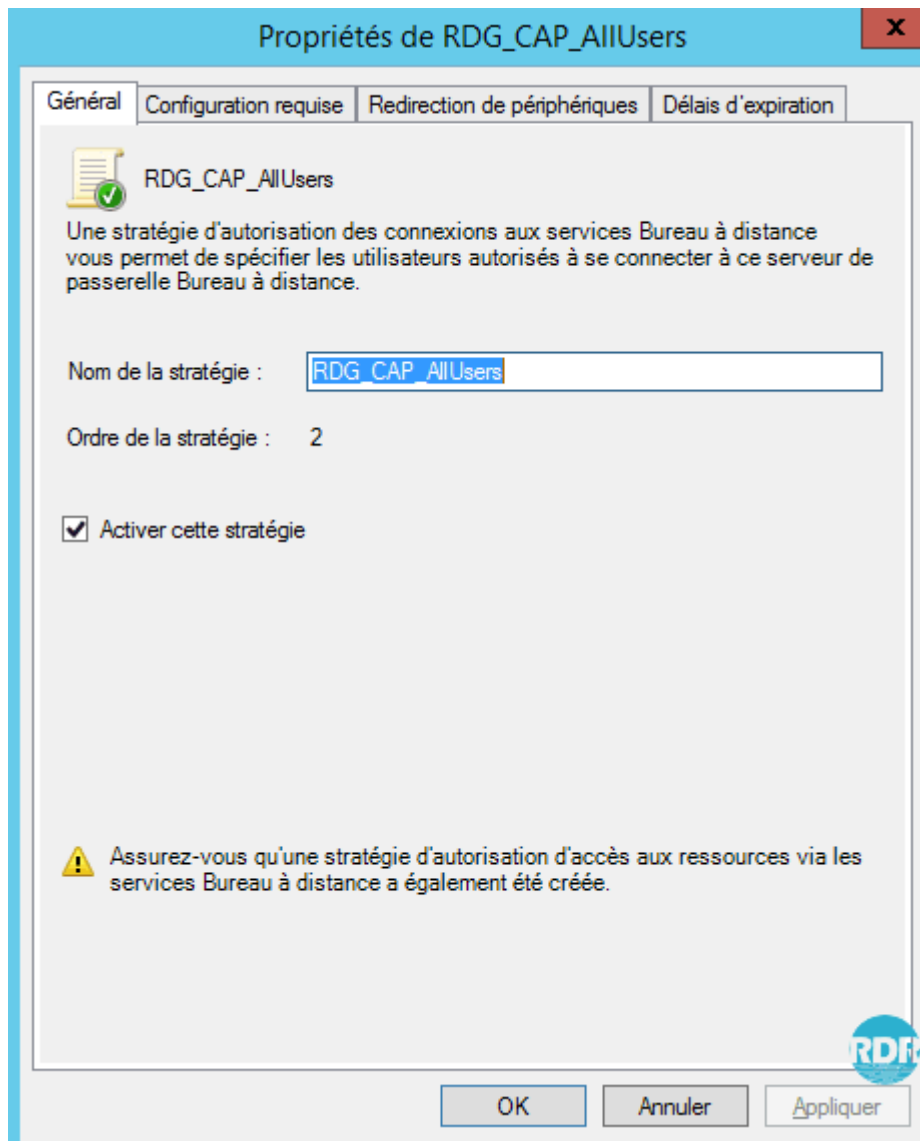 Propriétés de RDG_CAP_AllUsers
x
Général
Configuration requise
Redirection de périphériques
Délais d'expiration
RDG_CAP_AllUsers
Une stratégie d'autorisation des connexions aux services Bureau à distance
vous permet de spécifier les utilisateurs autorisés à se connecter à ce serveur de
passerelle Bureau à distance.
Nom de la stratégie :
RDG_CAP_AllUsers
Ordre de la stratégie :
2
Activer cette stratégie
Assurez-vous qu'une stratégie d'autorisation d'accès aux ressources via les
services Bureau à distance a également été créée.
RDR
OK
Annuler
Appliquer